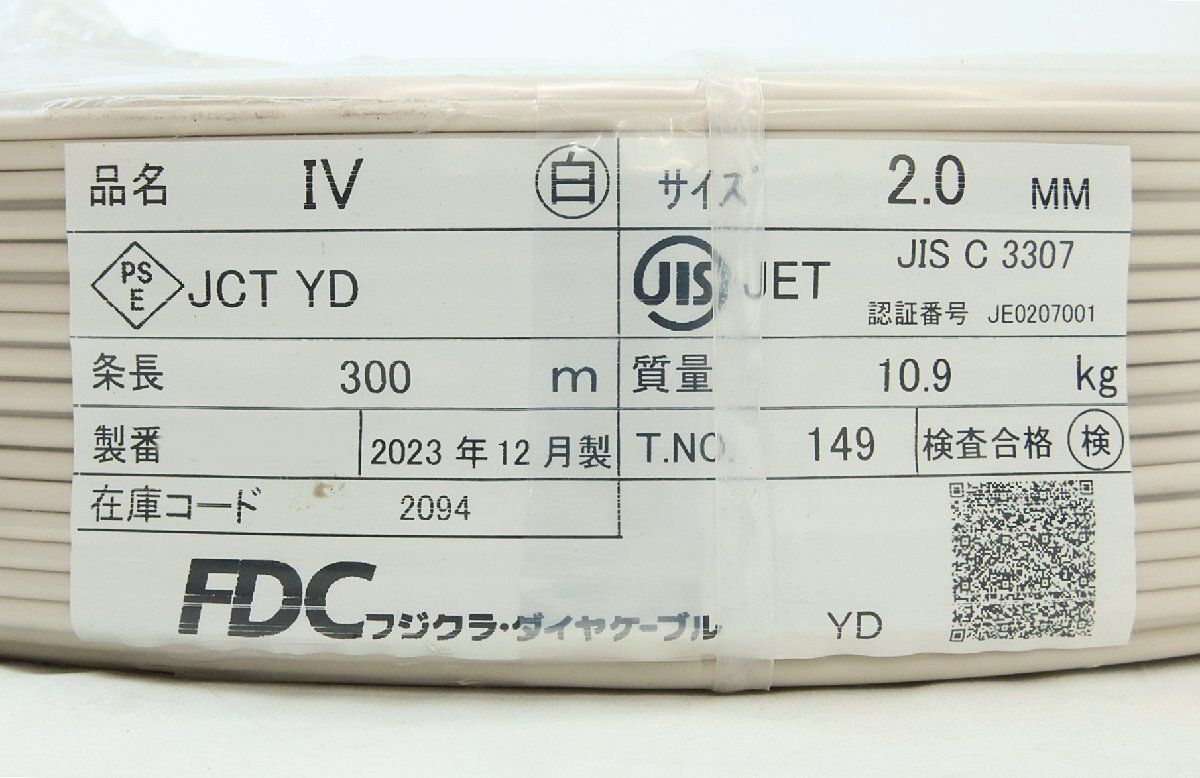 品名 IV 白 サイズ 2.0 MM
PSE JCT YD JIS JET JIS C 3307
認証番号 JE0207001
条長 300 m 質量 10.9 kg
製番 2023 年 12 月製 T.NO. 149 検査合格 検
在庫コード 2094
FDC フジクラ・ダイヤケーブル YD